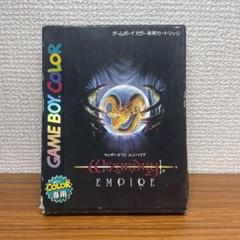 ゲームボーイカラー専用カートリッジ
GAME BOY COLOR
ウィザードリィ エンパイア
Wizardry
EMPIRE
COLOR
専用